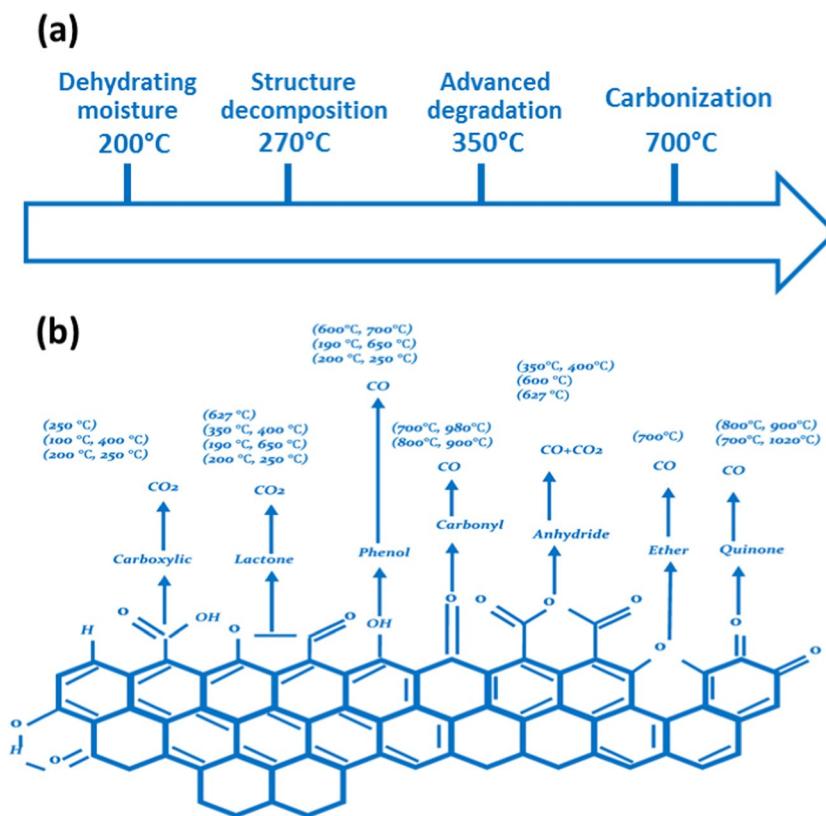 (a)
Dehydrating
moisture
200°C
Structure
decomposition
270°C
Advanced
degradation
350°C
Carbonization
700°C
(b)
(250 °C)
(100 °C, 400 °C)
(200 °C, 250 °C)
CO2
Carboxylic
(627 °C)
(350 °C, 400 °C)
(190 °C, 650 °C)
(200 °C, 250 °C)
CO2
Lactone
(600°C, 700°C)
(190 °C, 650 °C)
(200 °C, 250 °C)
CO
Phenol
(700°C, 980°C)
(800°C, 900°C)
CO
Carbonyl
(350°C, 400°C)
(600 °C)
(627 °C)
CO+CO2
Anhydride
(700°C)
CO
Ether
(800°C, 900°C)
(700°C, 1020°C)
CO
Quinone
H
O
OH
O
O
OH
O
O
O
O
O
O
O
O
H
O